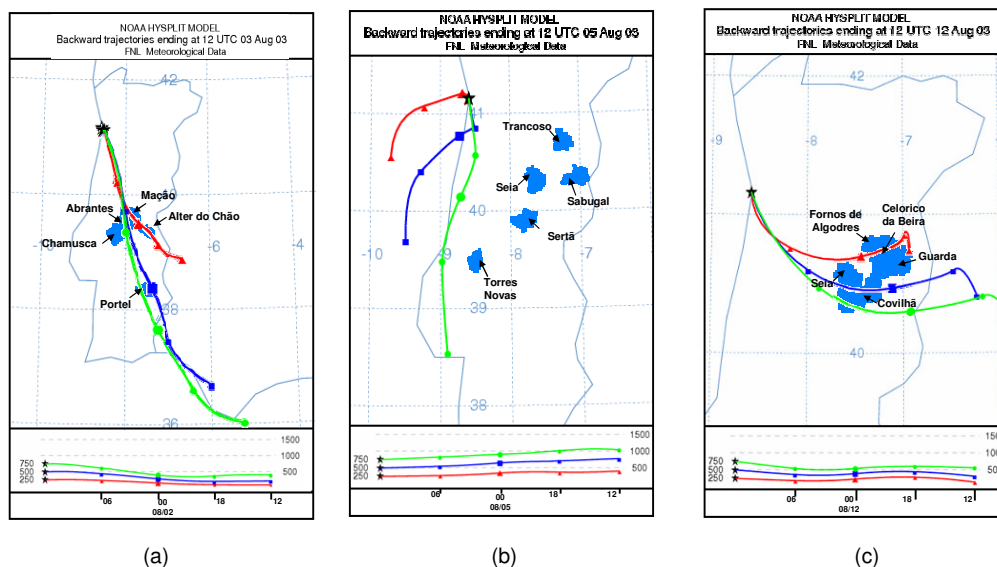 NOAA HYSPLIT MODEL
Backward trajectories ending at 12 UTC 03 Aug 03
FNL Meteorological Data
42
40
Mação
Abrantes
Alter do Chão
Chamusca
-6
-4
Portel
38
36
1500
1000
750
500
500
250
06
00
18
12
08/02
(a)
NOAA HYSPLIT MODEL
Backward trajectories ending at 12 UTC 05 Aug 03
FNL Meteorological Data
41
Trancoso
Seia
Sabugal
40
-10
-9
-8
-7
Sertã
Torres
Novas
39
38
1500
1000
750
500
500
250
06
00
18
12
08/05
(b)
NOAA HYSPLIT MODEL
Backward trajectories ending at 12 UTC 12 Aug 03
FNL Meteorological Data
42
-9
-8
-7
Fornos de
Algodres
Celorico
da Beira
Guarda
Seia
Covilhã
40
1500
1000
750
500
500
250
06
00
18
12
08/12
(c)